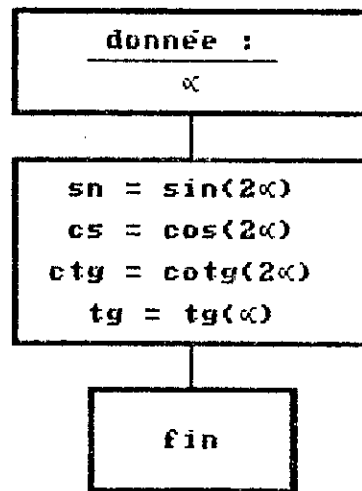 donnée :
α
sn = sin(2α)
cs = cos(2α)
ctg = cotg(2α)
tg = tg(α)
fin